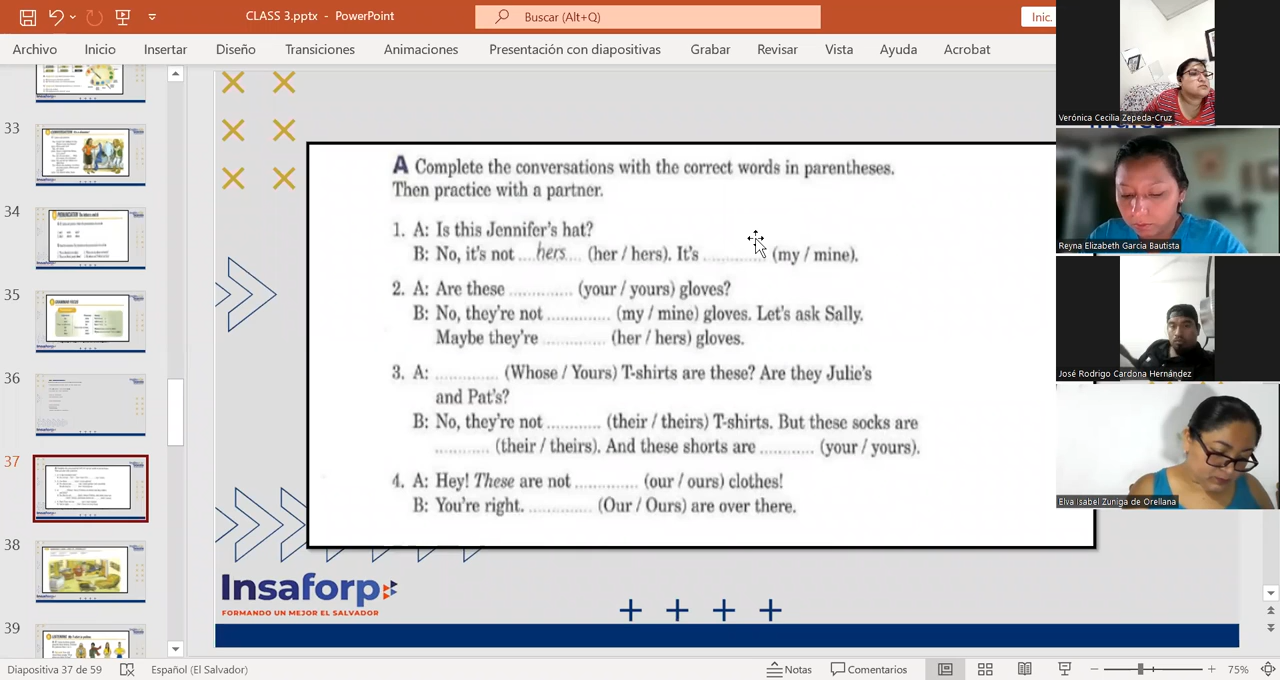 CLASS 3.pptx - PowerPoint
Buscar (Alt+Q)
Inic.
Archivo Inicio Insertar Diseño Transiciones Animaciones Presentación con diapositivas Grabar Revisar Vista Ayuda Acrobat
33
34
35
36
37
38
39
A Complete the conversations with the correct words in parentheses.
Then practice with a partner.
1. A: Is this Jennifer's hat?
B: No, it's not ...hers... (her / hers). It's ............ (my / mine).
2. A: Are these ............ (your / yours) gloves?
B: No, they're not ............ (my / mine) gloves. Let's ask Sally.
Maybe they're ............ (her / hers) gloves.
3. A: ............ (Whose / Yours) T-shirts are these? Are they Julie's
and Pat's?
B: No, they're not ............ (their / theirs) T-shirts. But these socks are
............ (their / theirs). And these shorts are ............ (your / yours).
4. A: Hey! These are not ............ (our / ours) clothes!
B: You're right. ............ (Our / Ours) are over there.
Insaforp
FORMANDO UN MEJOR EL SALVADOR
Verónica Cecilia Zepeda-Cruz
Reyna Elizabeth Garcia Bautista
José Rodrigo Cardona Hernández
Elva Isabel Zuniga de Orellana
Diapositiva 37 de 59 Español (El Salvador) Notas Comentarios 75%